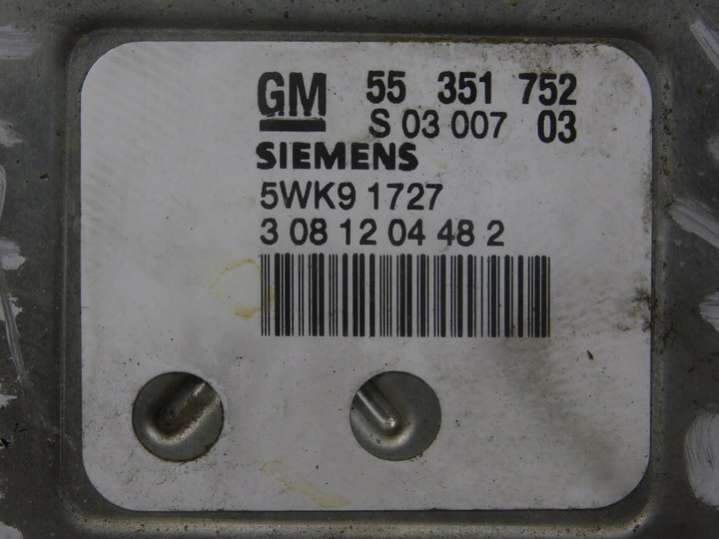 GM 55 351 752
S 03 007 03
SIEMENS
5WK9 1727
3 08 12 04 48 2